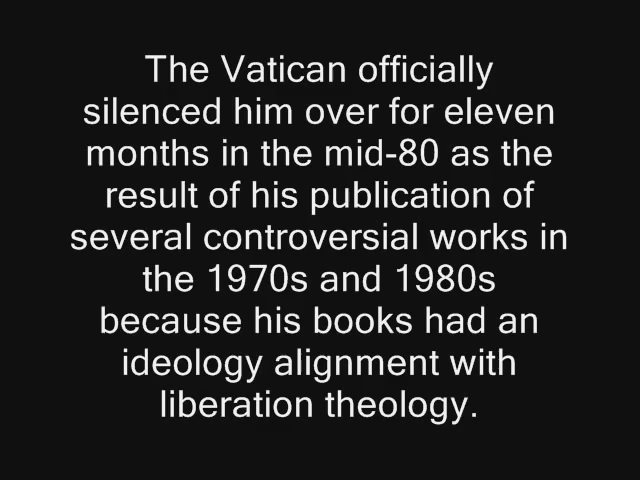 The Vatican officially
silenced him over for eleven
months in the mid-80 as the
result of his publication of
several controversial works in
the 1970s and 1980s
because his books had an
ideology alignment with
liberation theology.